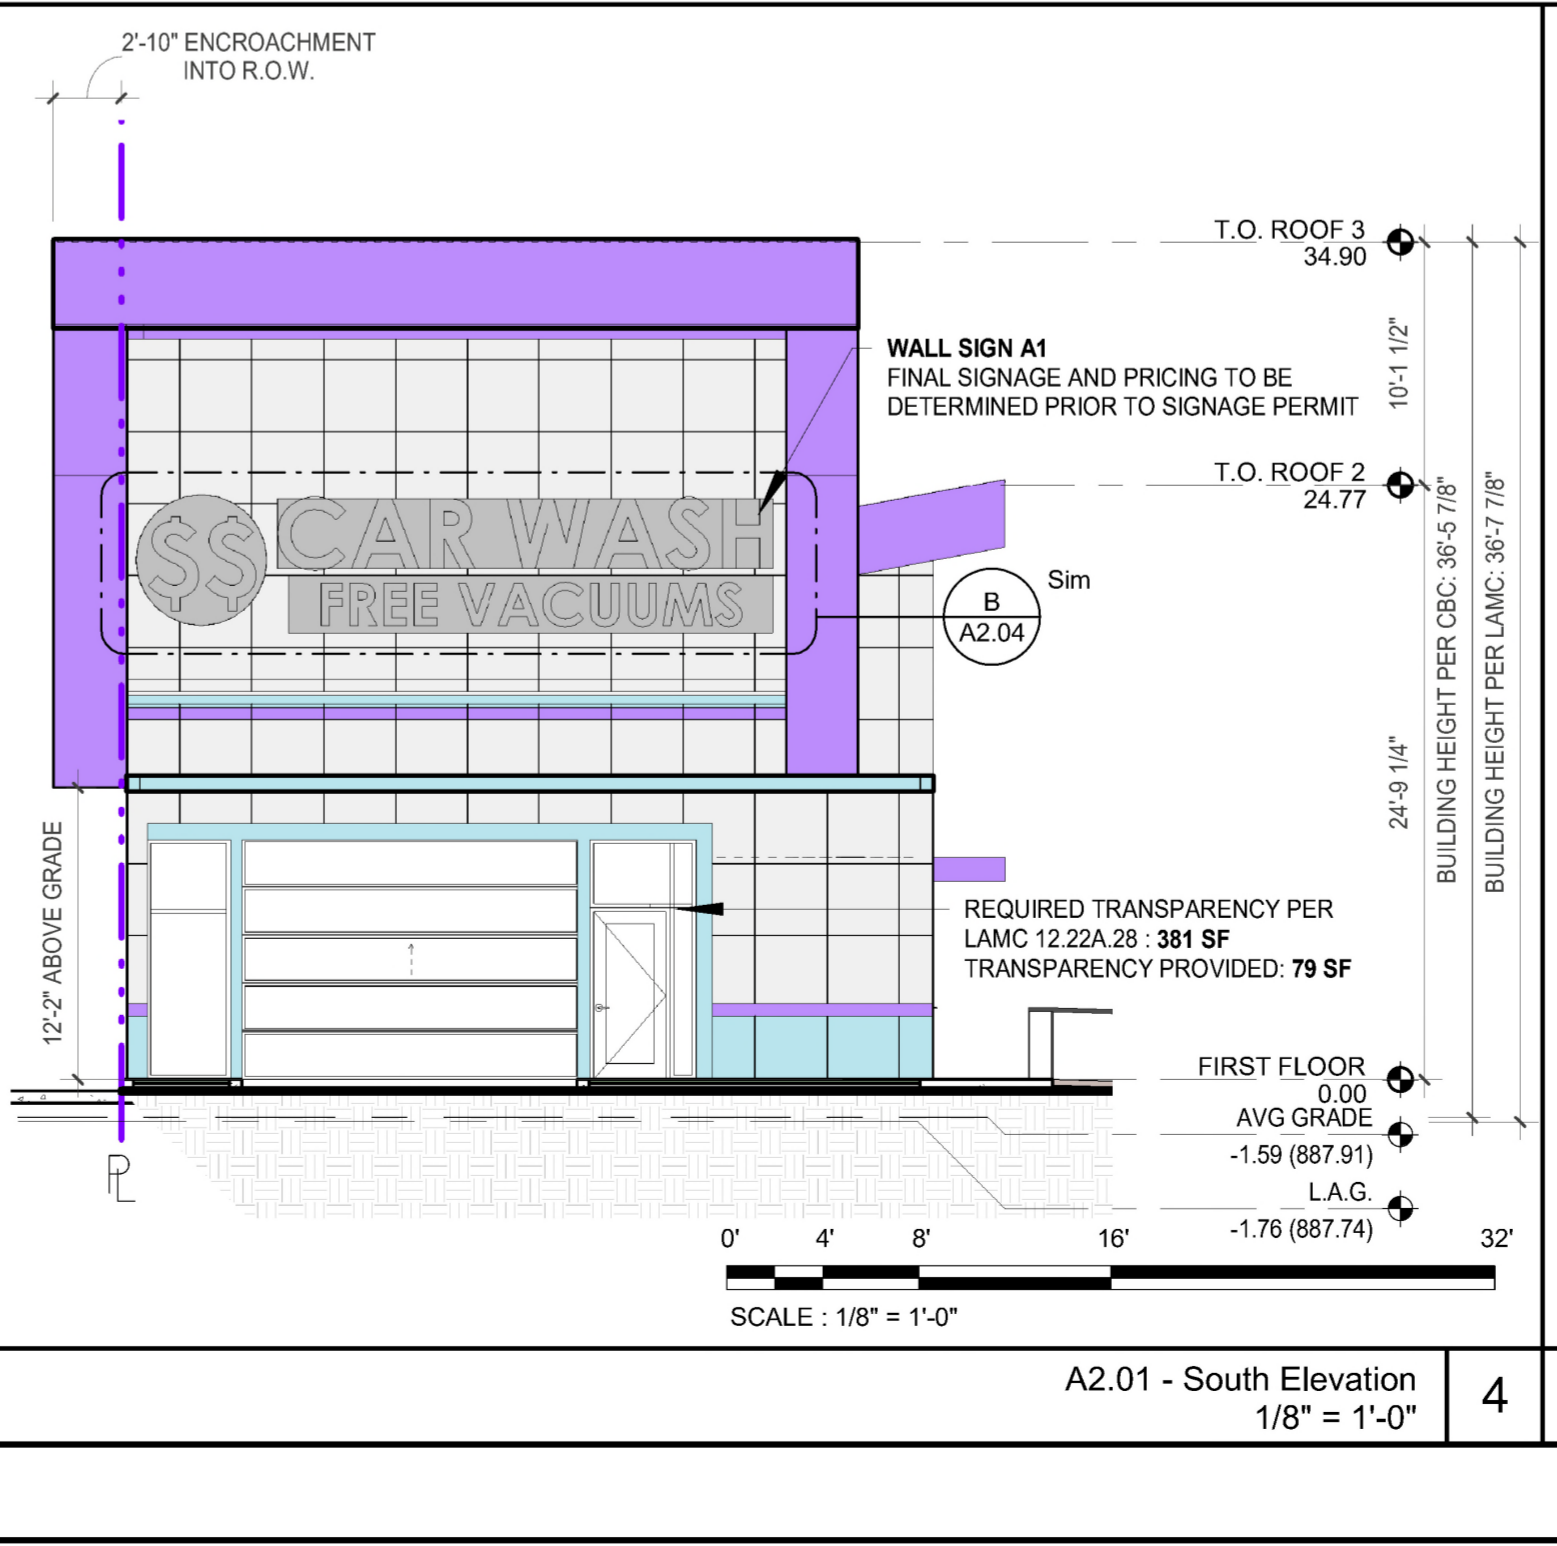 2'-10" ENCROACHMENT
INTO R.O.W.
T.O. ROOF 3
34.90
10'-1 1/2"
WALL SIGN A1
FINAL SIGNAGE AND PRICING TO BE
DETERMINED PRIOR TO SIGNAGE PERMIT
T.O. ROOF 2
24.77
$$
CAR WASH
FREE VACUUMS
B
A2.04
Sim
24'-9 1/4"
BUILDING HEIGHT PER CBC: 36'-5 7/8"
BUILDING HEIGHT PER LAMC: 36'-7 7/8"
12'-2" ABOVE GRADE
REQUIRED TRANSPARENCY PER
LAMC 12.22A.28 : 381 SF
TRANSPARENCY PROVIDED: 79 SF
FIRST FLOOR
0.00
AVG GRADE
-1.59 (887.91)
L.A.G.
-1.76 (887.74)
PL
0' 4' 8' 16' 32'
SCALE : 1/8" = 1'-0"
A2.01 - South Elevation
1/8" = 1'-0"
4